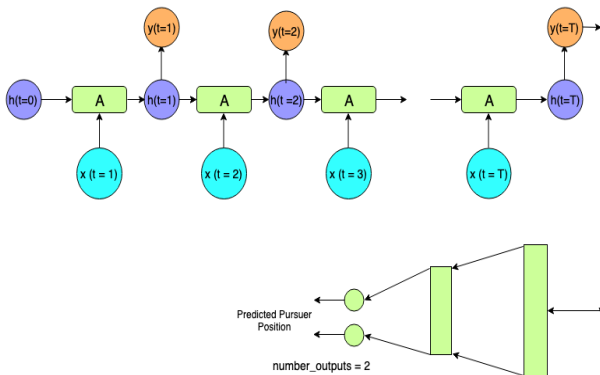 y(t=1)
y(t=2)
y(t=T)
h(t=0)
A
h(t=1)
A
h(t =2)
A
A
h(t=T)
x (t = 1)
x (t = 2)
x (t = 3)
x (t = T)
Predicted Pursuer
Position
number_outputs = 2